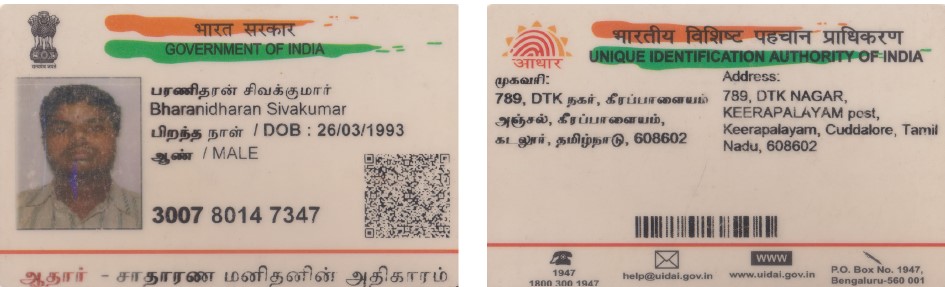 भारत सरकार
GOVERNMENT OF INDIA
பரணிதரன் சிவக்குமார்
Bharanidharan Sivakumar
பிறந்த நாள் / DOB : 26/03/1993
ஆண் / MALE
3007 8014 7347
ஆதார் - சாதாரண மனிதனின் அதிகாரம்
भारतीय विशिष्ट पहचान प्राधिकरण
UNIQUE IDENTIFICATION AUTHORITY OF INDIA
आधार
முகவரி:
789, DTK நகர், கீரப்பாளையம்
அஞ்சல், கீரப்பாளையம்,
கடலூர், தமிழ்நாடு, 608602
Address:
789, DTK NAGAR,
KEERAPALAYAM post,
Keerapalayam, Cuddalore, Tamil
Nadu, 608602
1947
1800 300 1947
help@uidai.gov.in
WWW
www.uidai.gov.in
P.O. Box No. 1947,
Bengaluru-560 001